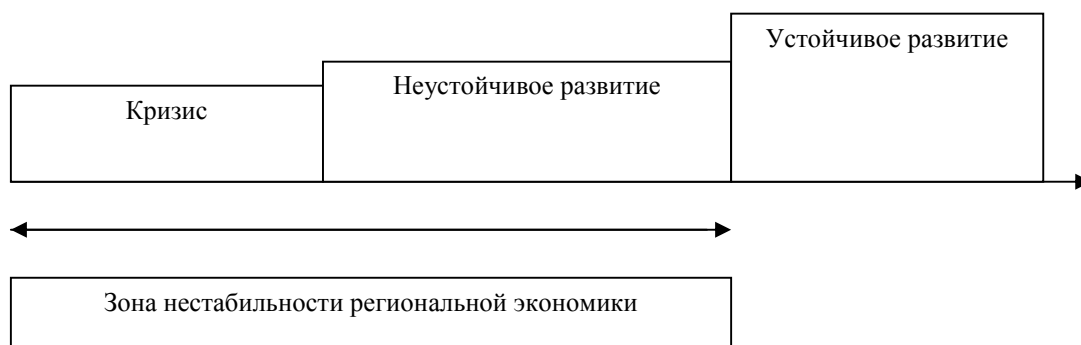 Устойчивое развитие
Неустойчивое развитие
Кризис
Зона нестабильности региональной экономики